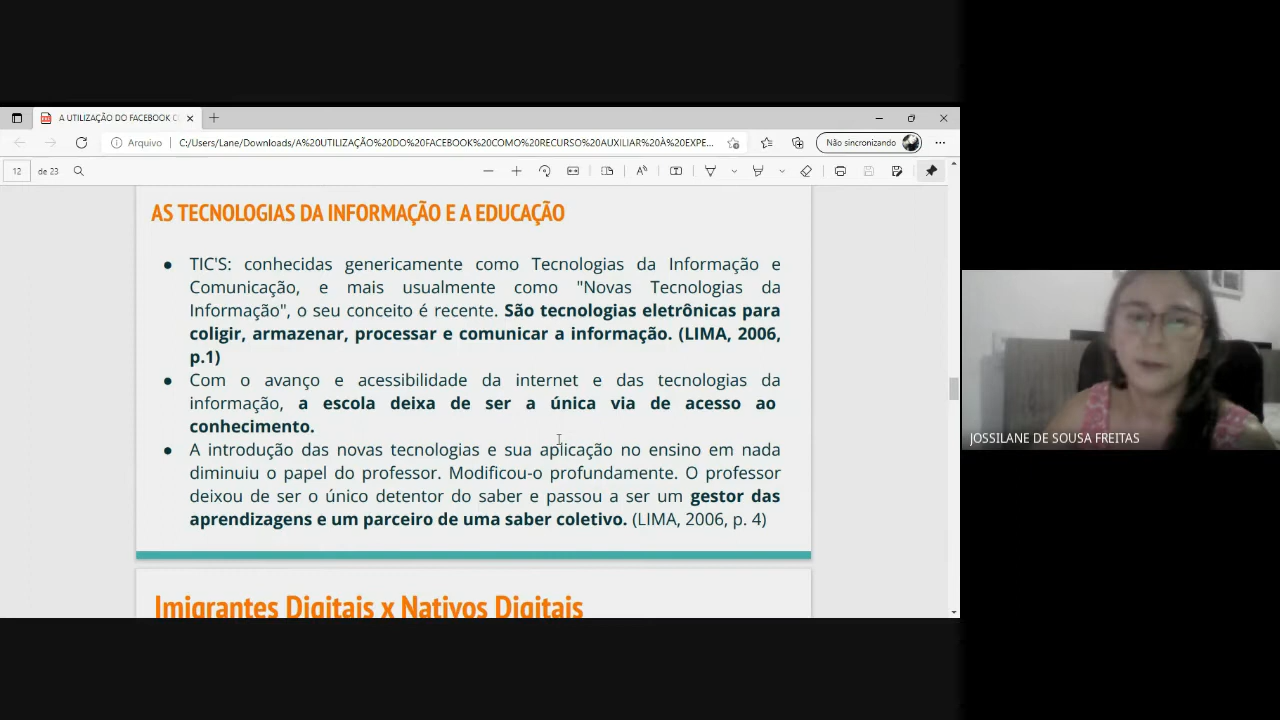 A UTILIZAÇÃO DO FACEBOOK C
Arquivo
C:/Users/Lane/Downloads/A%20UTILIZAÇÃO%20DO%20FACEBOOK%20COMO%20RECURSO%20AUXILIAR%20À%20EXPE...
Não sincronizando
12 de 23
AS TECNOLOGIAS DA INFORMAÇÃO E A EDUCAÇÃO
● TIC'S: conhecidas genericamente como Tecnologias da Informação e
Comunicação, e mais usualmente como "Novas Tecnologias da
Informação", o seu conceito é recente. São tecnologias eletrônicas para
coligir, armazenar, processar e comunicar a informação. (LIMA, 2006,
p.1)
● Com o avanço e acessibilidade da internet e das tecnologias da
informação, a escola deixa de ser a única via de acesso ao
conhecimento.
● A introdução das novas tecnologias e sua aplicação no ensino em nada
diminuiu o papel do professor. Modificou-o profundamente. O professor
deixou de ser o único detentor do saber e passou a ser um gestor das
aprendizagens e um parceiro de uma saber coletivo. (LIMA, 2006, p. 4)
Imigrantes Digitais x Nativos Digitais
JOSSILANE DE SOUSA FREITAS